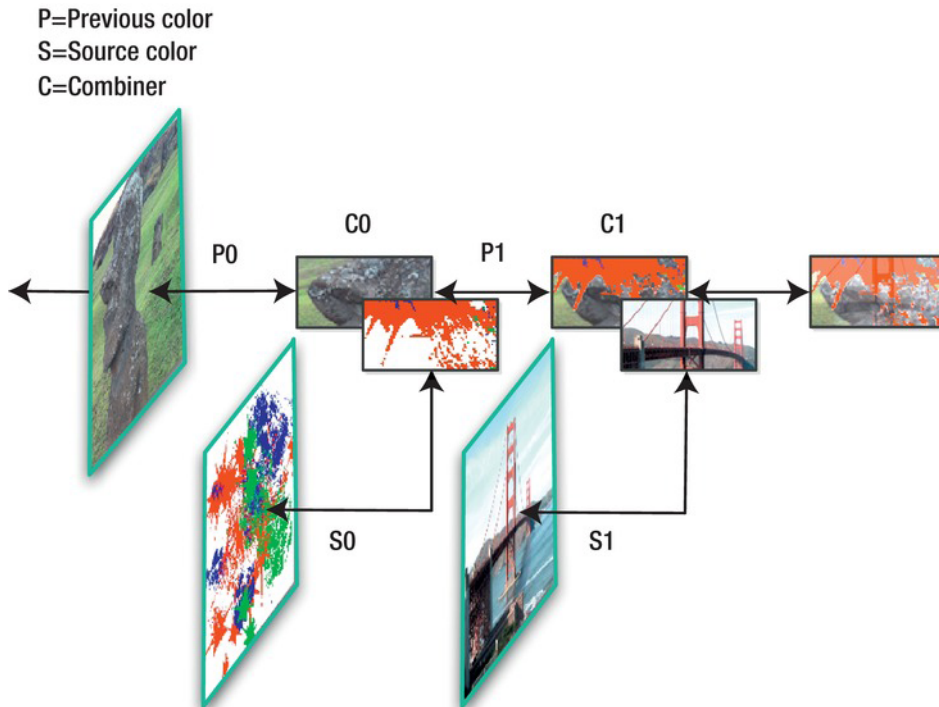 P=Previous color
S=Source color
C=Combiner
C0
C1
P0
P1
S0
S1